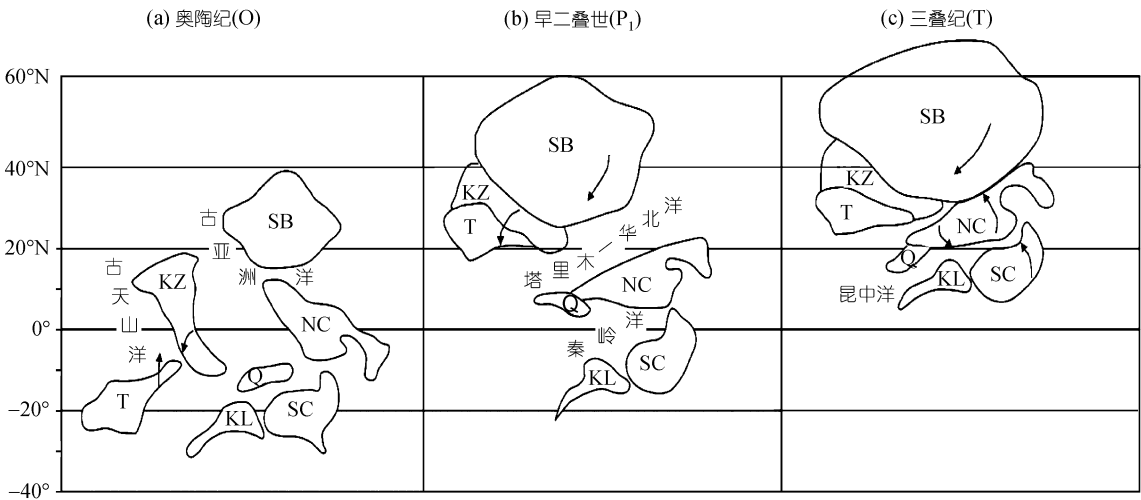 (a) 奥陶纪(O)
(b) 早二叠世(P1)
(c) 三叠纪(T)
60°N
40°N
20°N
0°
−20°
−40°
SB
KZ
NC
T
Q
KL
SC
古亚洲洋
古天山洋
SB
KZ
T
NC
Q
KL
SC
塔里木—华北洋
秦岭洋
SB
KZ
T
NC
Q
KL
SC
昆中洋